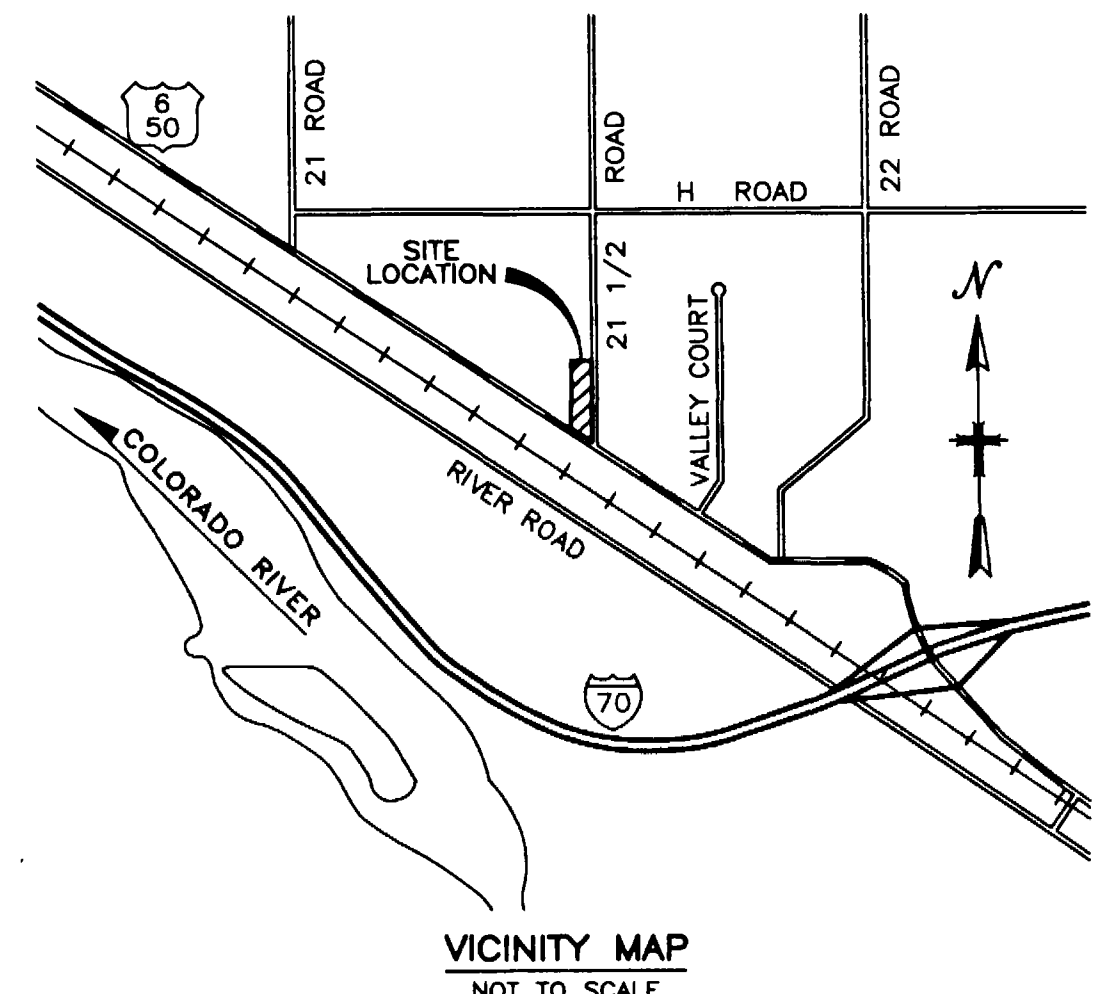 6
50
21 ROAD
ROAD
22 ROAD
H ROAD
SITE
LOCATION
21 1/2
VALLEY COURT
N
RIVER ROAD
COLORADO RIVER
70
VICINITY MAP
NOT TO SCALE